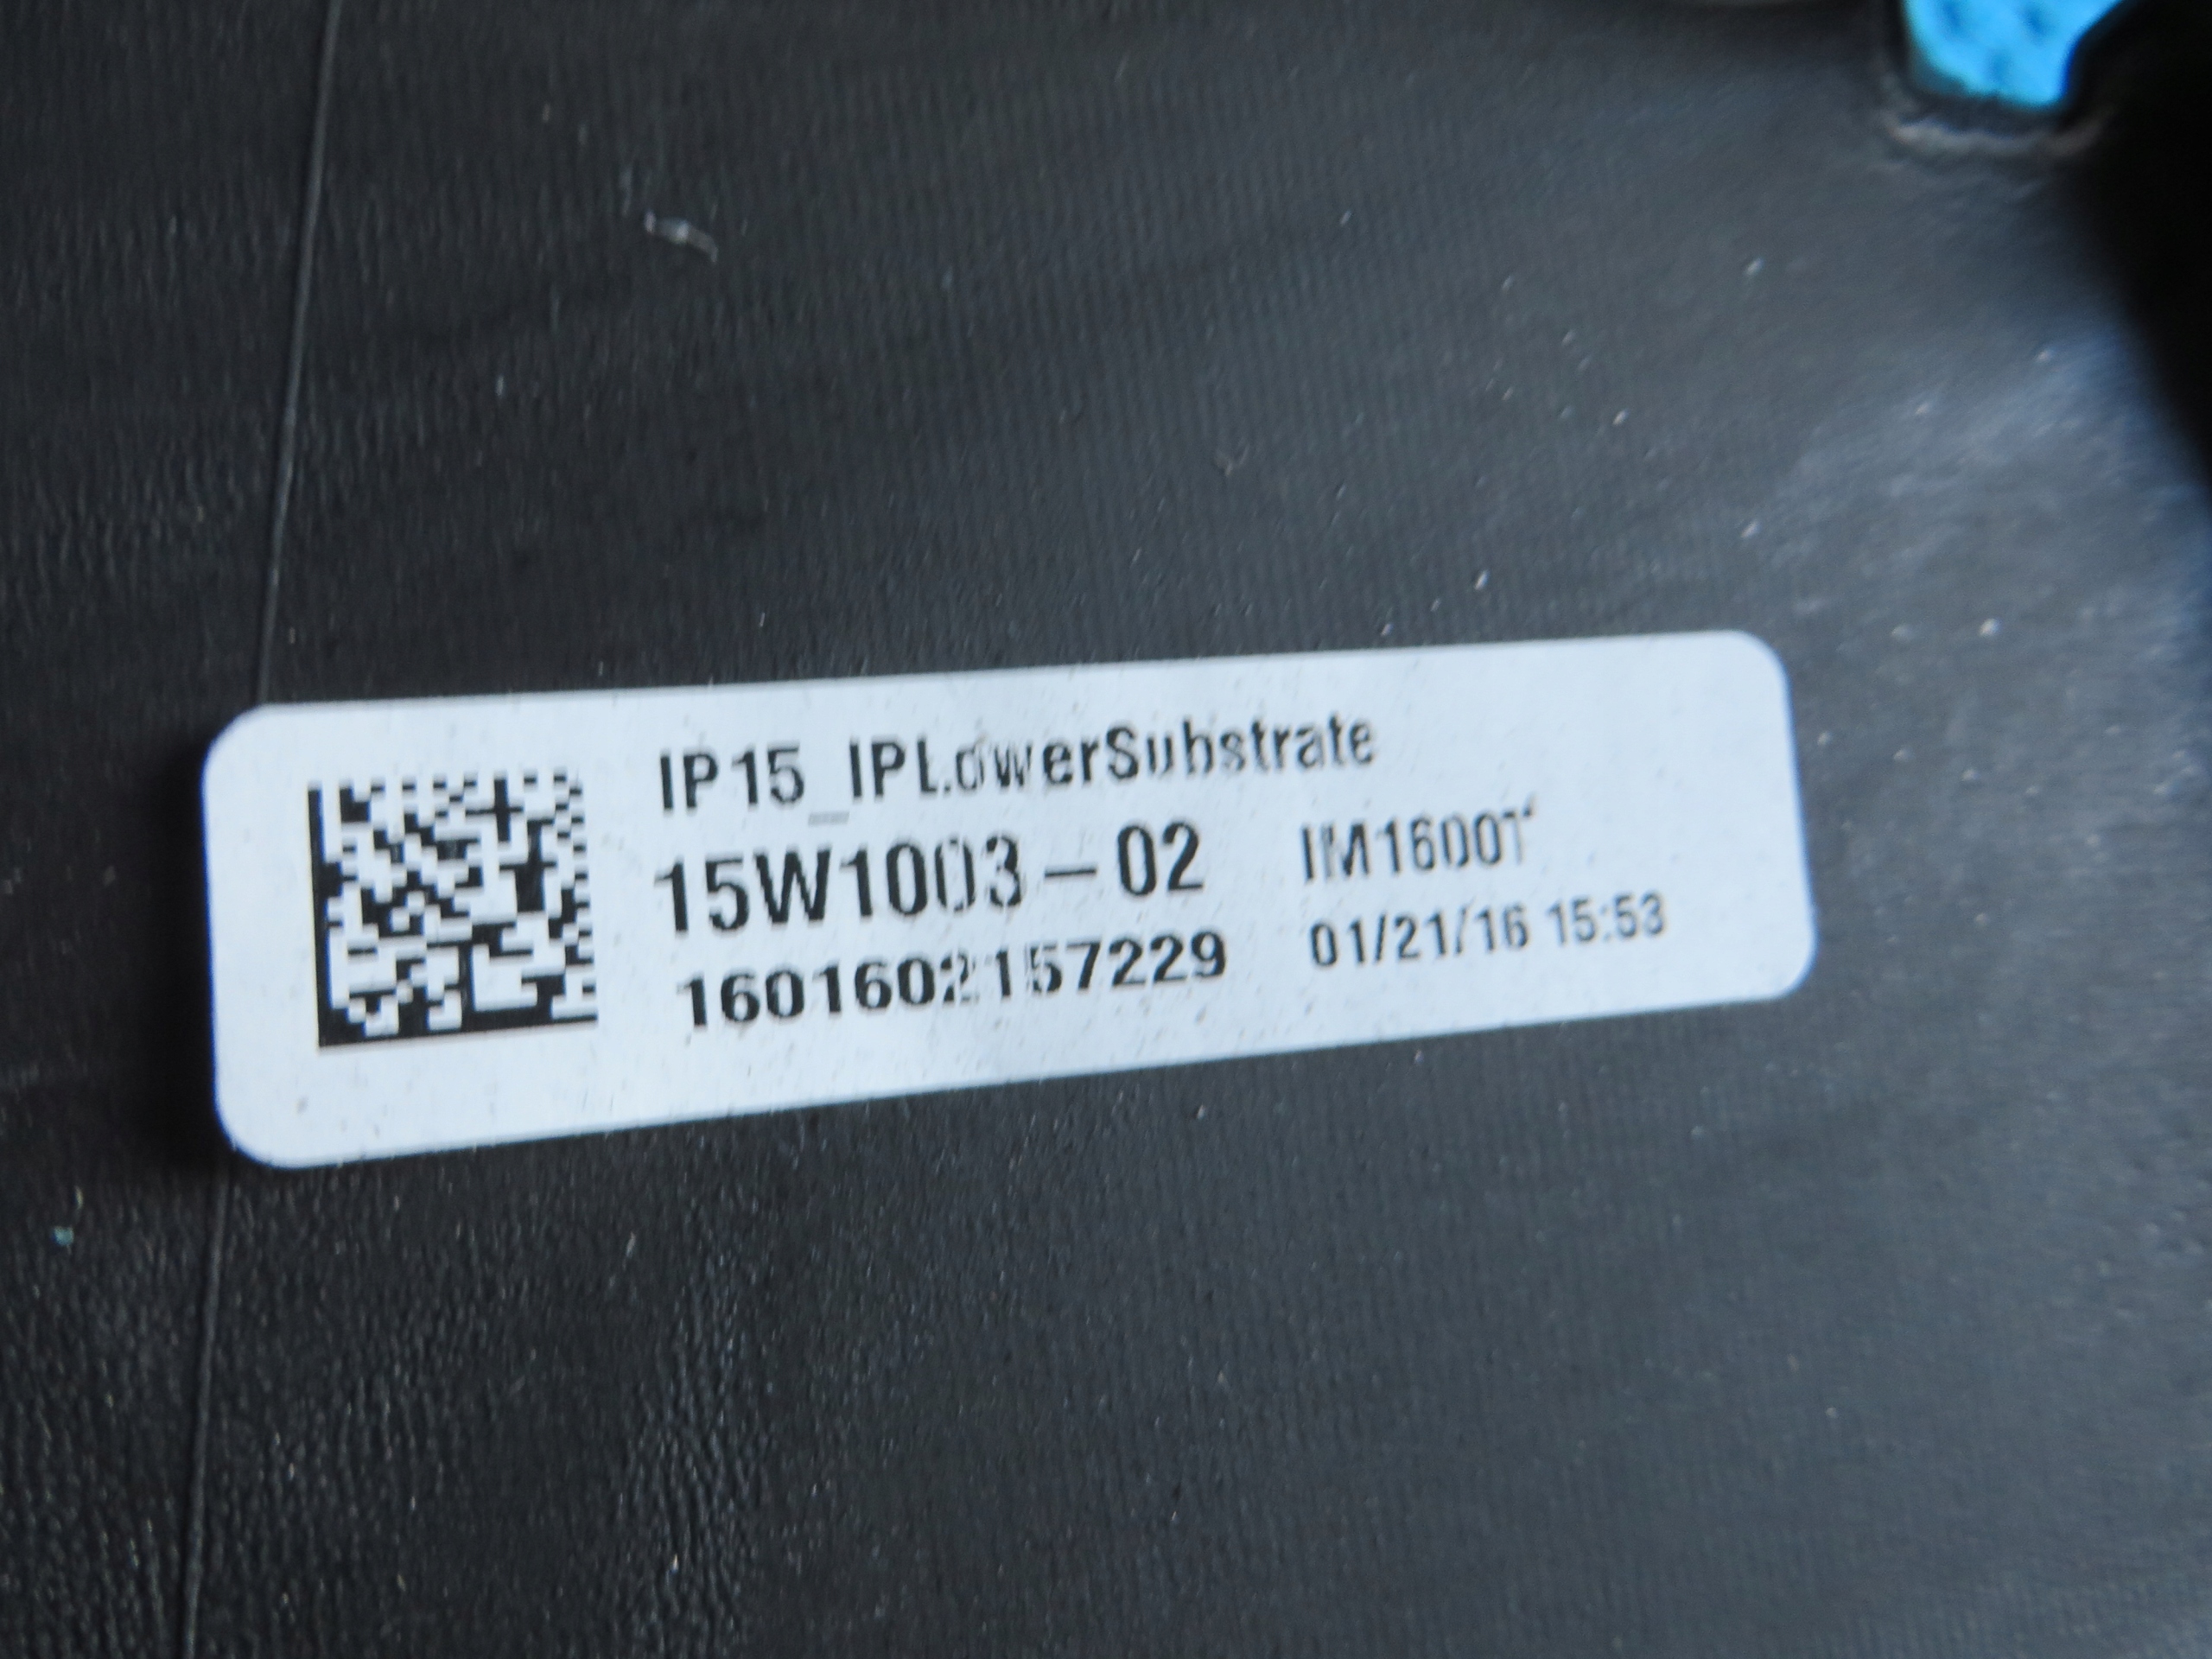 IP15_IPLowerSubstrate
15W1003-02 IM1600T
1601602157229 01/21/16 15:53